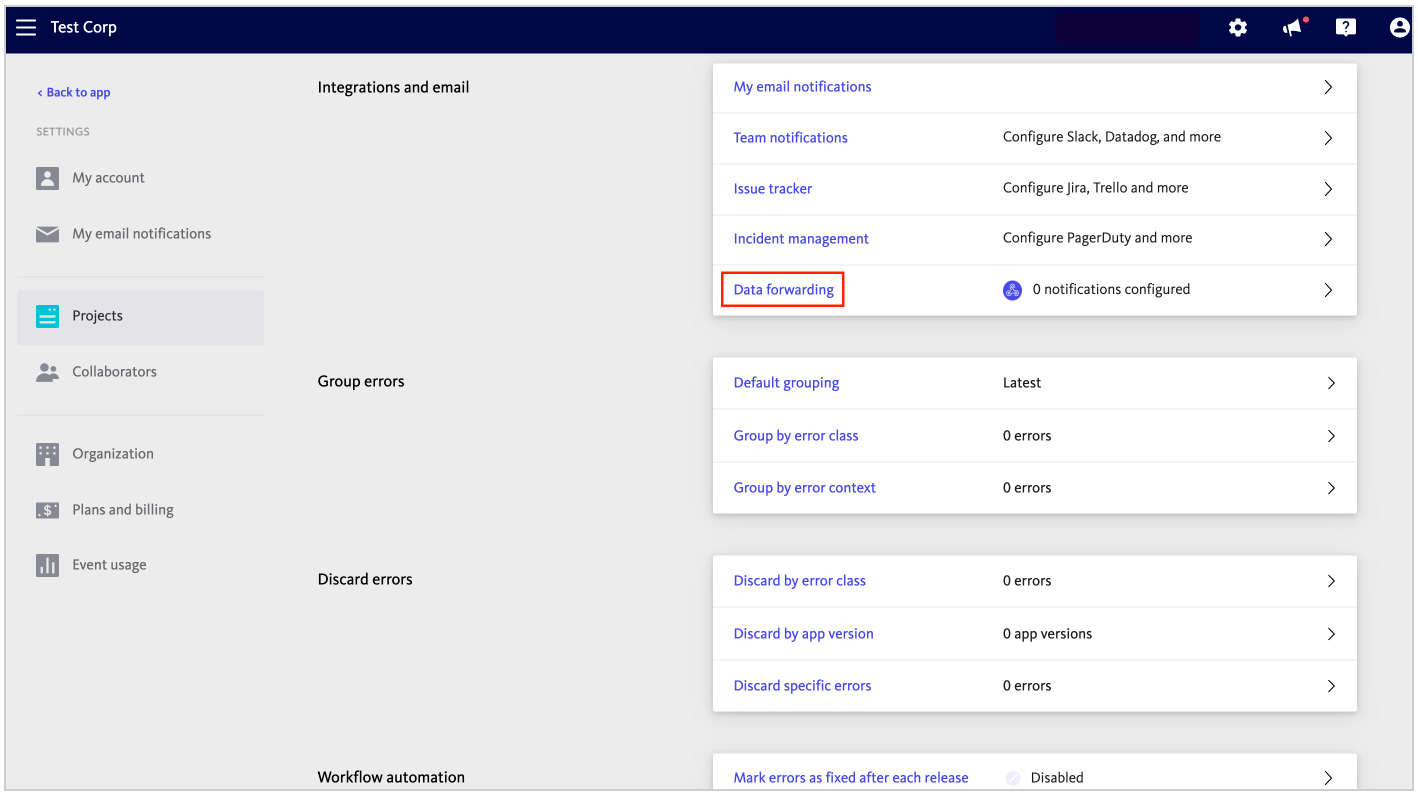 Test Corp
< Back to app
SETTINGS
My account
My email notifications
Projects
Collaborators
Organization
Plans and billing
Event usage
Integrations and email
My email notifications
Team notifications Configure Slack, Datadog, and more
Issue tracker Configure Jira, Trello and more
Incident management Configure PagerDuty and more
Data forwarding 0 notifications configured
Group errors
Default grouping Latest
Group by error class 0 errors
Group by error context 0 errors
Discard errors
Discard by error class 0 errors
Discard by app version 0 app versions
Discard specific errors 0 errors
Workflow automation
Mark errors as fixed after each release Disabled